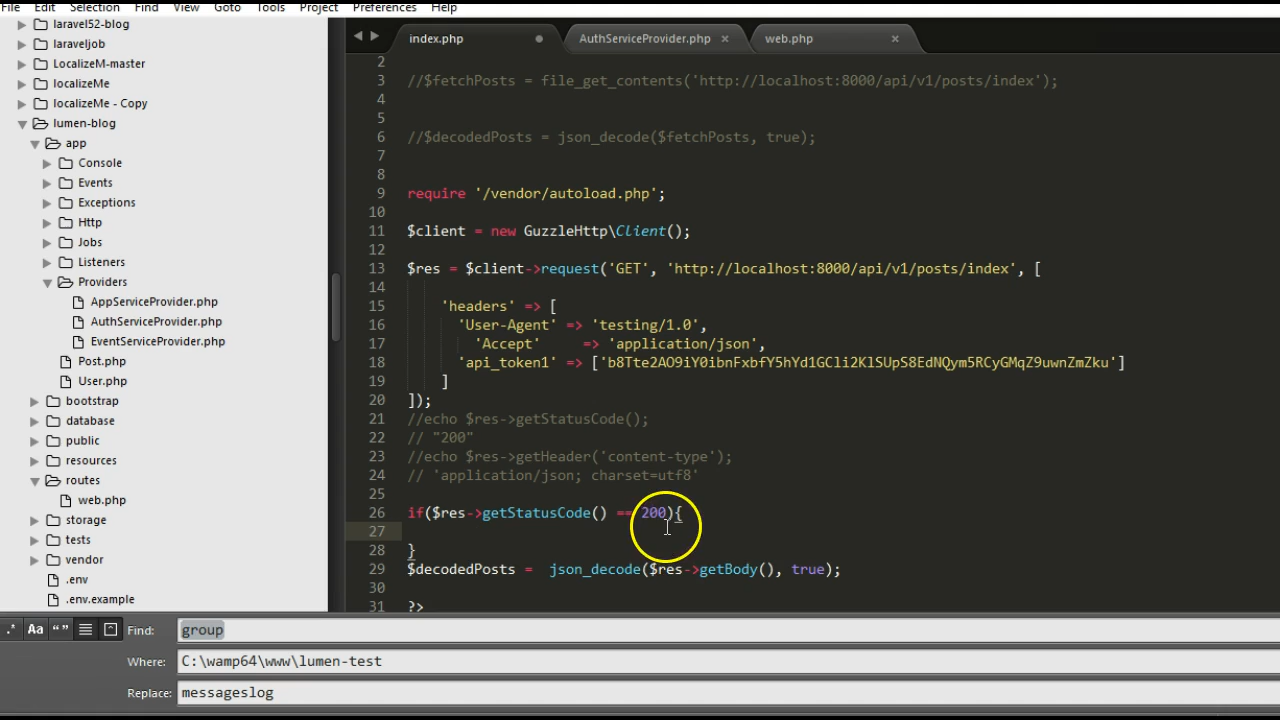 File Edit Selection Find View Goto Tools Project Preferences Help
laravel52-blog
laraveljob
LocalizeM-master
localizeMe
localizeMe - Copy
lumen-blog
app
Console
Events
Exceptions
Http
Jobs
Listeners
Providers
AppServiceProvider.php
AuthServiceProvider.php
EventServiceProvider.php
Post.php
User.php
bootstrap
database
public
resources
routes
web.php
storage
tests
vendor
.env
.env.example
index.php AuthServiceProvider.php web.php
2
3 //$fetchPosts = file_get_contents('http://localhost:8000/api/v1/posts/index');
4
5
6 //$decodedPosts = json_decode($fetchPosts, true);
7
8
9 require '/vendor/autoload.php';
10
11 $client = new GuzzleHttp\Client();
12
13 $res = $client->request('GET', 'http://localhost:8000/api/v1/posts/index', [
14
15 'headers' => [
16 'User-Agent' => 'testing/1.0',
17 'Accept' => 'application/json',
18 'api_token1' => ['b8Tte2AO9iY0ibnFxbfY5hYd1GCli2KlSUpS8EdNQym5RCyGMqZ9uwnZmZku']
19 ]
20 ]);
21 //echo $res->getStatusCode();
22 // "200"
23 //echo $res->getHeader('content-type');
24 // 'application/json; charset=utf8'
25
26 if($res->getStatusCode() == 200){
27
28 }
29 $decodedPosts = json_decode($res->getBody(), true);
30
31 ?>
.* Aa “ ” Find: group
Where: C:\wamp64\www\lumen-test
Replace: messageslog